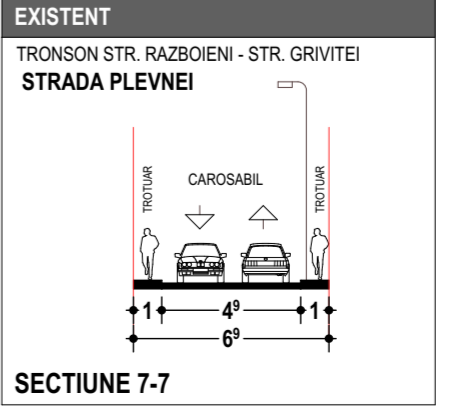 EXISTENT
TRONSON STR. RAZBOIENI - STR. GRIVITEI
STRADA PLEVNEI
TROTUAR
CAROSABIL
TROTUAR
1 4⁹ 1
6⁹
SECTIUNE 7-7